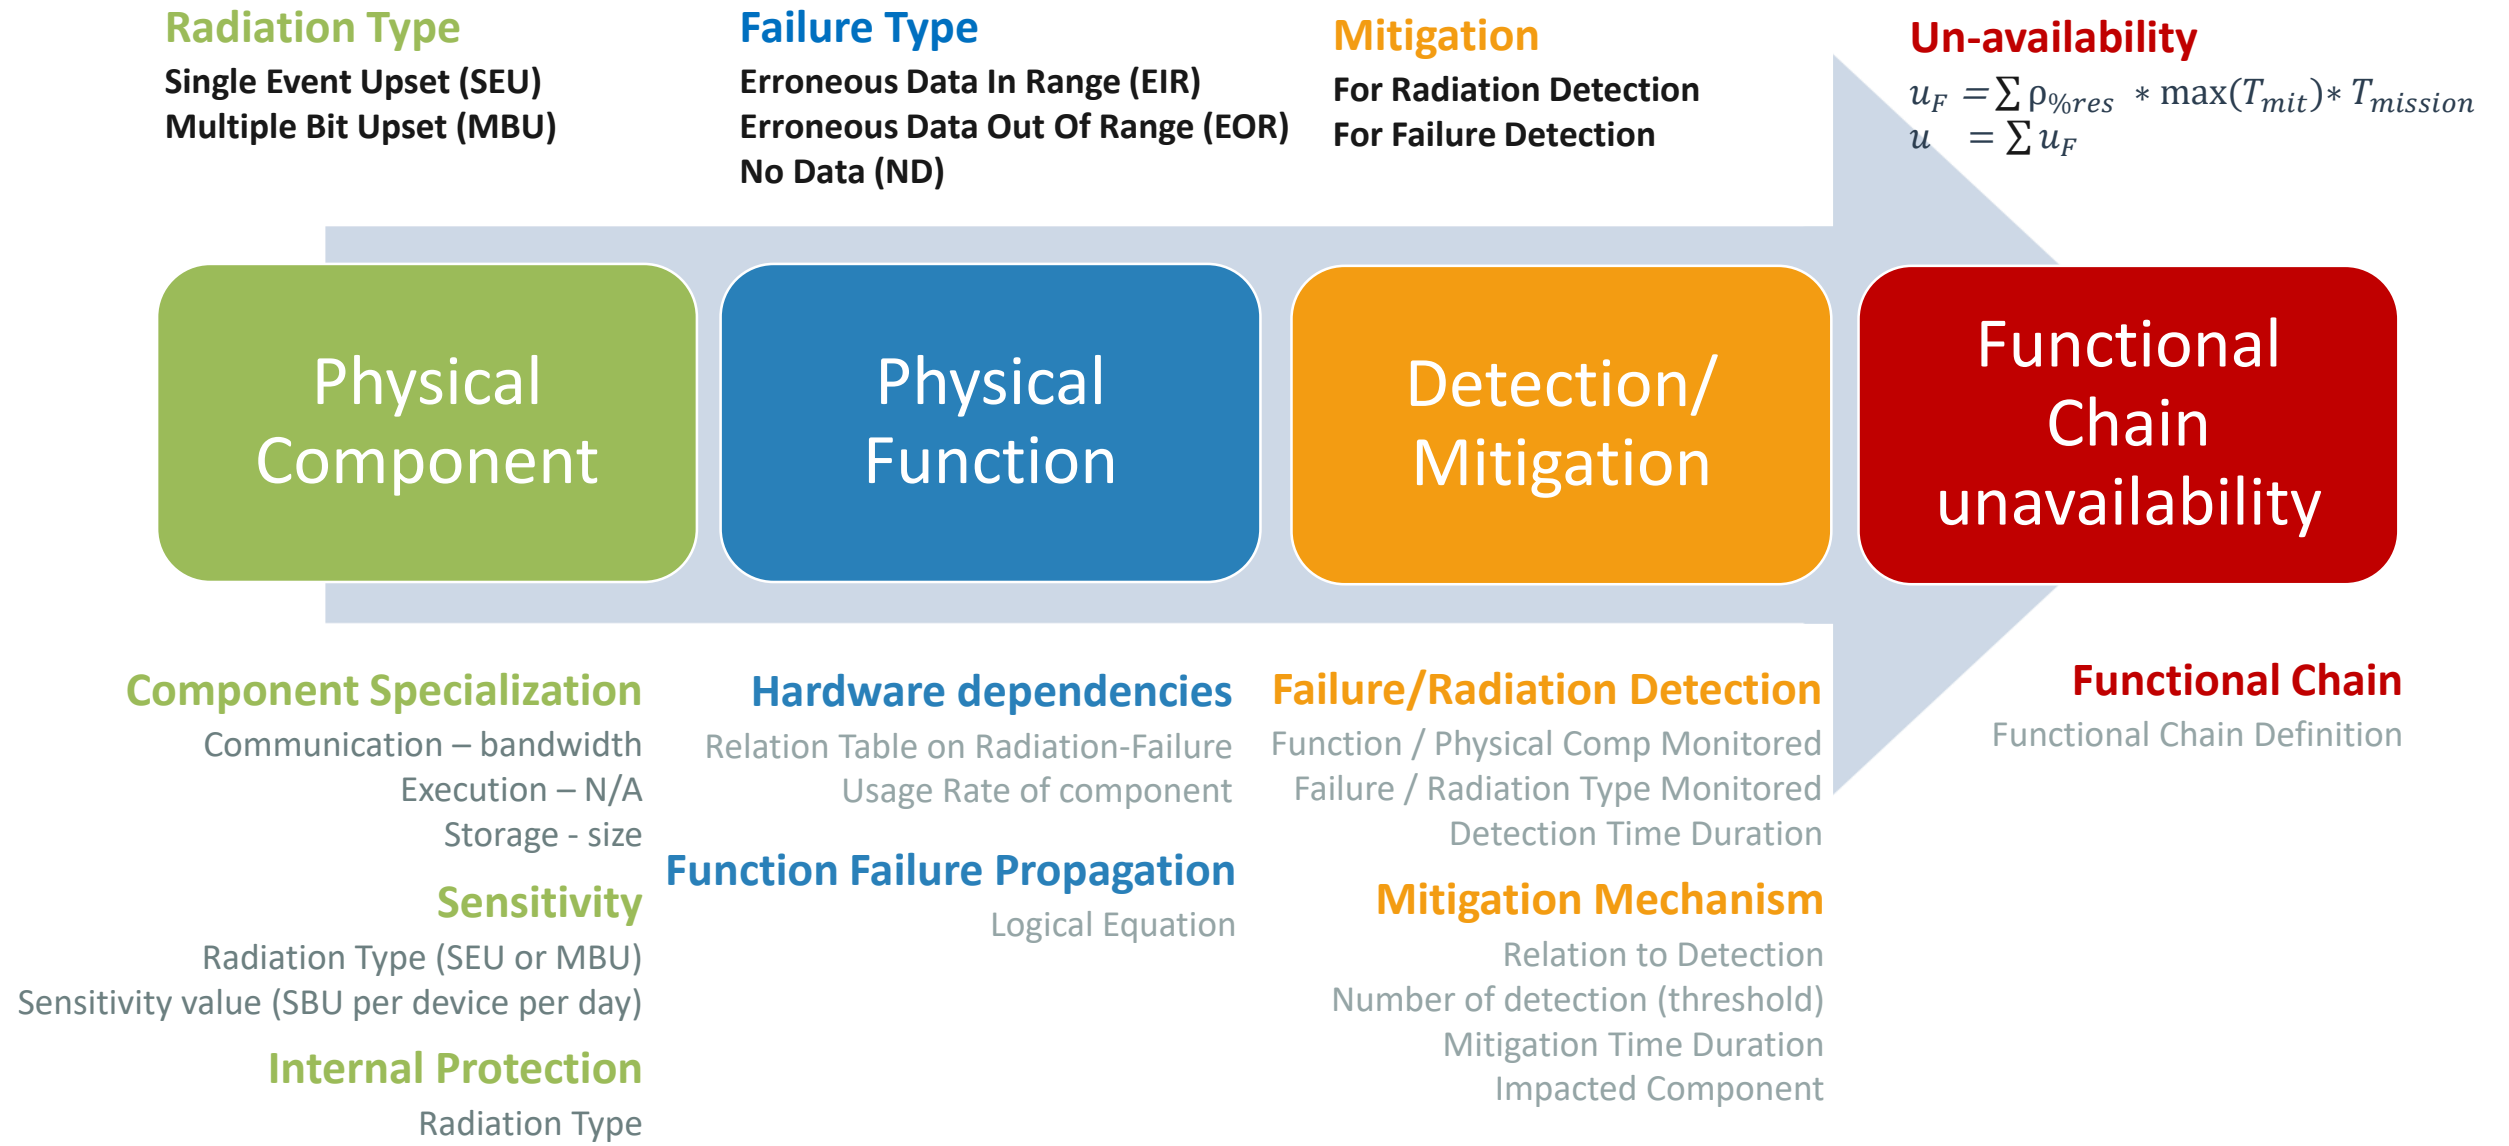 Radiation Type
Single Event Upset (SEU)
Multiple Bit Upset (MBU)
Failure Type
Erroneous Data In Range (EIR)
Erroneous Data Out Of Range (EOR)
No Data (ND)
Mitigation
For Radiation Detection
For Failure Detection
Un-availability
u_F = ∑ ρ_%res * max(T_mit) * T_mission
u = ∑ u_F
Physical
Component
Physical
Function
Detection/
Mitigation
Functional
Chain
unavailability
Component Specialization
Communication – bandwidth
Execution – N/A
Storage - size
Sensitivity
Radiation Type (SEU or MBU)
Sensitivity value (SBU per device per day)
Internal Protection
Radiation Type
Hardware dependencies
Relation Table on Radiation-Failure
Usage Rate of component
Function Failure Propagation
Logical Equation
Failure/Radiation Detection
Function / Physical Comp Monitored
Failure / Radiation Type Monitored
Detection Time Duration
Mitigation Mechanism
Relation to Detection
Number of detection (threshold)
Mitigation Time Duration
Impacted Component
Functional Chain
Functional Chain Definition